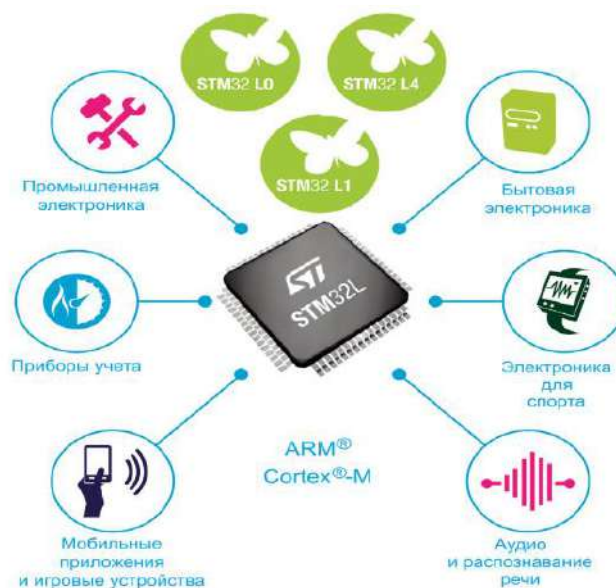 STM32 L0
STM32 L4
STM32 L1
Промышленная
электроника
Бытовая
электроника
ST
STM32L
Приборы учета
Электроника
для
спорта
ARM®
Cortex®-M
Мобильные
приложения
и игровые устройства
Аудио
и распознавание
речи